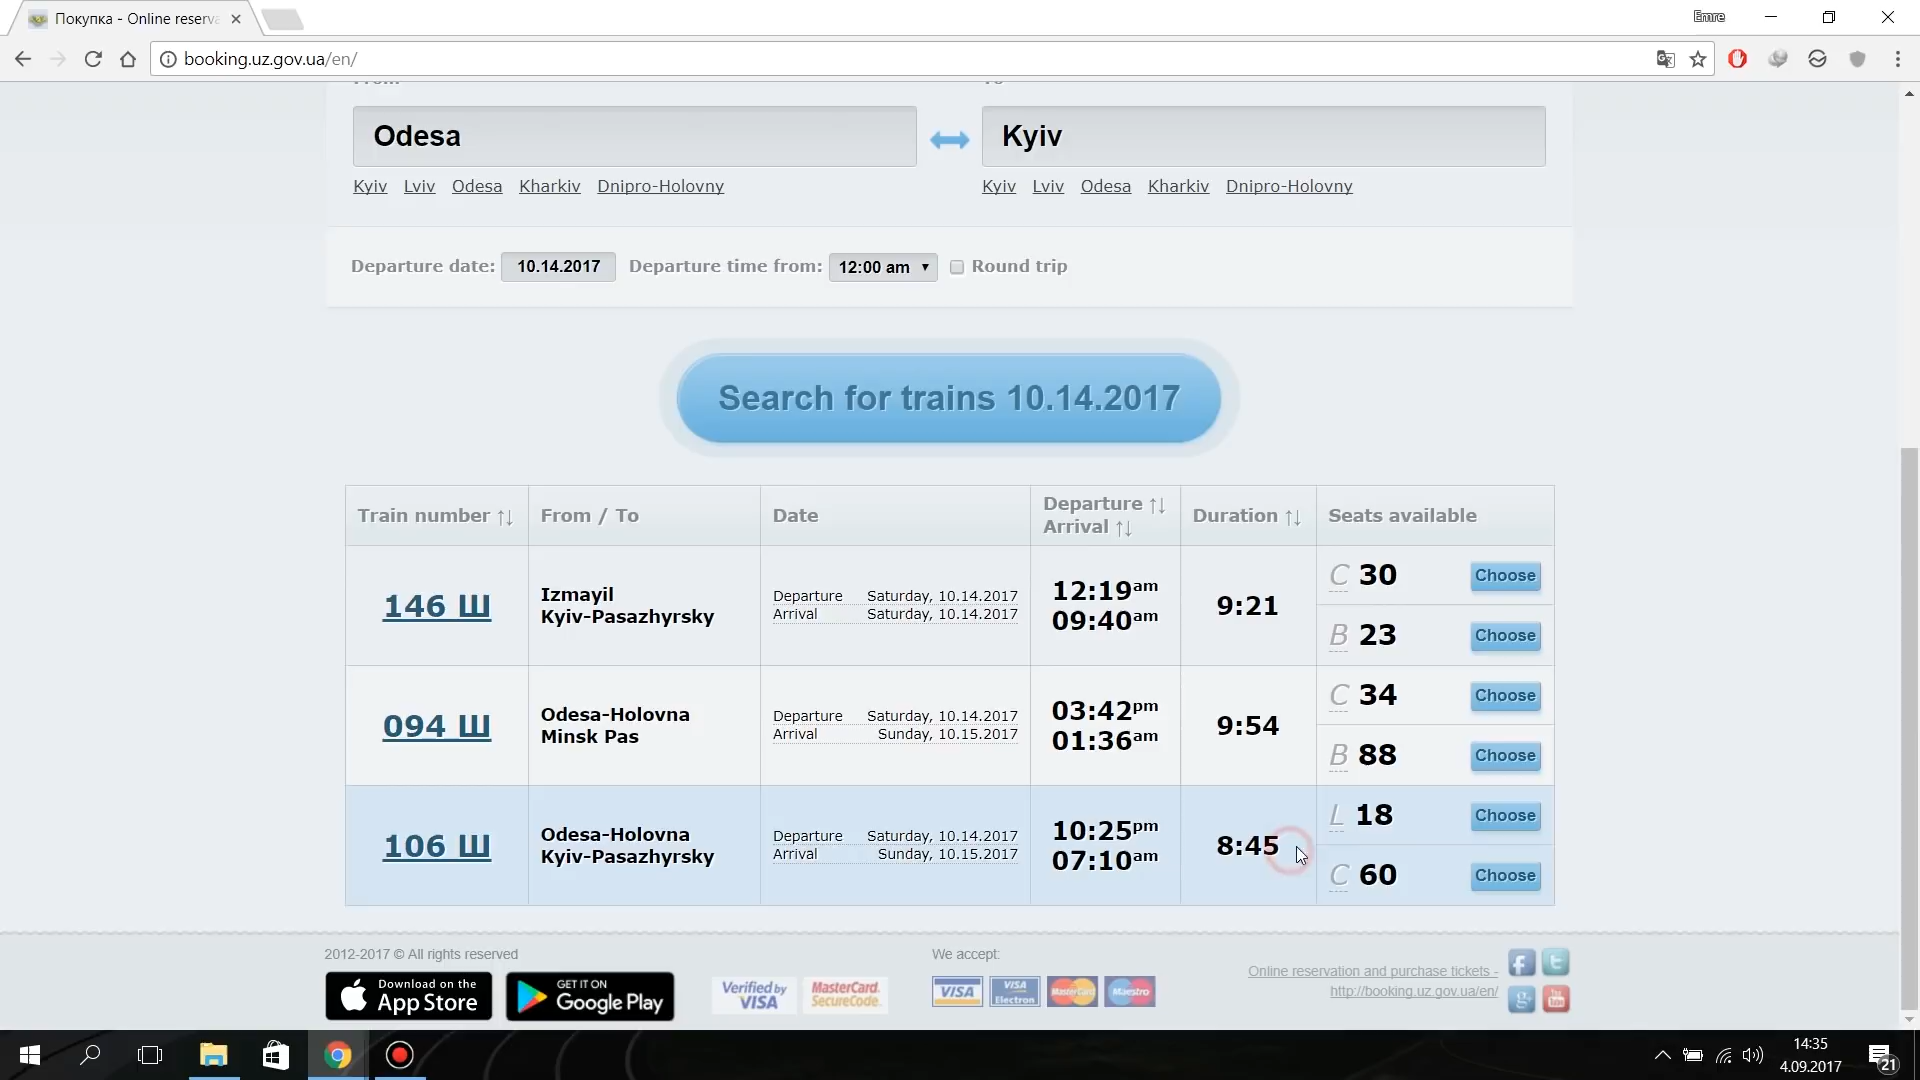 Покупка - Online reserva
Emre
booking.uz.gov.ua/en/
Odesa
Kyiv
Kyiv Lviv Odesa Kharkiv Dnipro-Holovny
Kyiv Lviv Odesa Kharkiv Dnipro-Holovny
Departure date: 10.14.2017 Departure time from: 12:00 am Round trip
Search for trains 10.14.2017
Train number From / To Date Departure Arrival Duration Seats available
146 Ш
Izmayil
Kyiv-Pasazhyrsky
Departure Saturday, 10.14.2017
Arrival Saturday, 10.14.2017
12:19am
09:40am
9:21
C 30 Choose
B 23 Choose
094 Ш
Odesa-Holovna
Minsk Pas
Departure Saturday, 10.14.2017
Arrival Sunday, 10.15.2017
03:42pm
01:36am
9:54
C 34 Choose
B 88 Choose
106 Ш
Odesa-Holovna
Kyiv-Pasazhyrsky
Departure Saturday, 10.14.2017
Arrival Sunday, 10.15.2017
10:25pm
07:10am
8:45
L 18 Choose
C 60 Choose
2012-2017 © All rights reserved
Download on the
App Store
GET IT ON
Google Play
Verified by
VISA
MasterCard.
SecureCode.
We accept:
VISA
VISA
Electron
MasterCard
Maestro
Online reservation and purchase tickets -
http://booking.uz.gov.ua/en/
14:35
4.09.2017
21